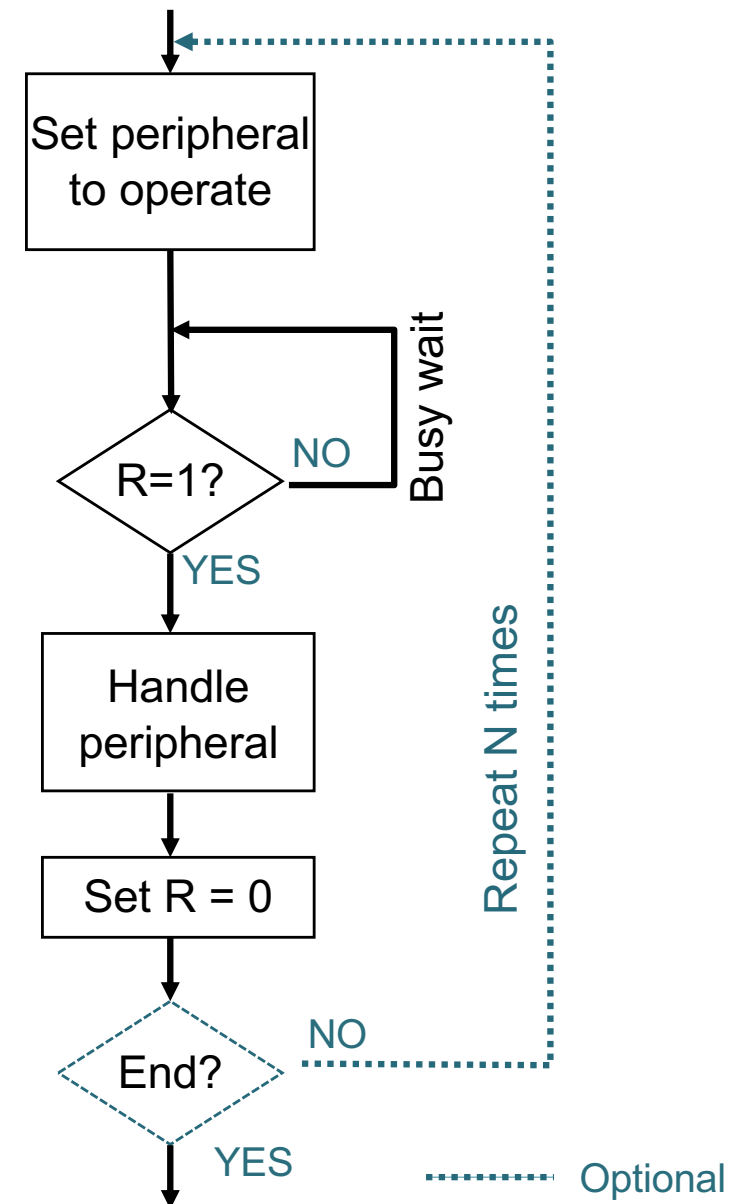 Set peripheral
to operate
Busy wait
R=1?
NO
YES
Handle
peripheral
Repeat N times
Set R = 0
End?
NO
YES
Optional